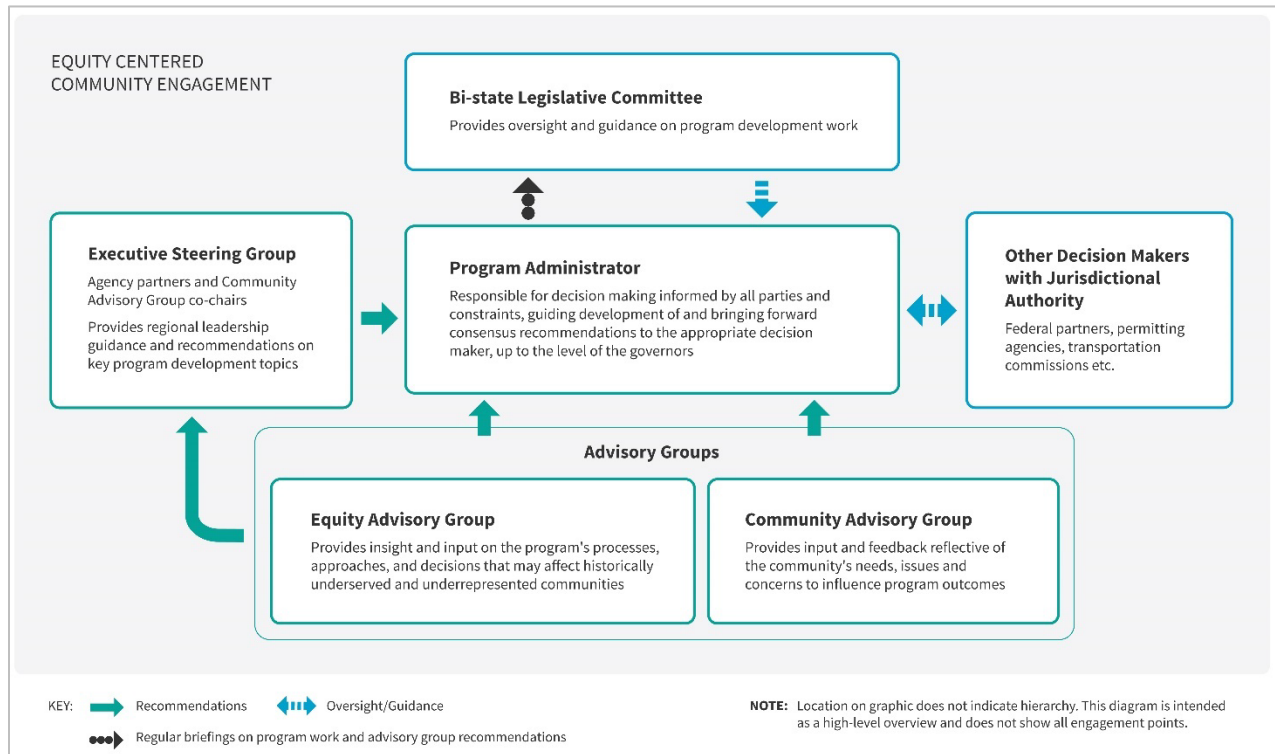 EQUITY CENTERED
COMMUNITY ENGAGEMENT
Bi-state Legislative Committee
Provides oversight and guidance on program development work
Executive Steering Group
Agency partners and Community
Advisory Group co-chairs
Provides regional leadership
guidance and recommendations on
key program development topics
Program Administrator
Responsible for decision making informed by all parties and
constraints, guiding development of and bringing forward
consensus recommendations to the appropriate decision
maker, up to the level of the governors
Other Decision Makers
with Jurisdictional
Authority
Federal partners, permitting
agencies, transportation
commissions etc.
Advisory Groups
Equity Advisory Group
Provides insight and input on the program's processes,
approaches, and decisions that may affect historically
underserved and underrepresented communities
Community Advisory Group
Provides input and feedback reflective of
the community's needs, issues and
concerns to influence program outcomes
KEY:
Recommendations
Oversight/Guidance
Regular briefings on program work and advisory group recommendations
NOTE: Location on graphic does not indicate hierarchy. This diagram is intended
as a high-level overview and does not show all engagement points.